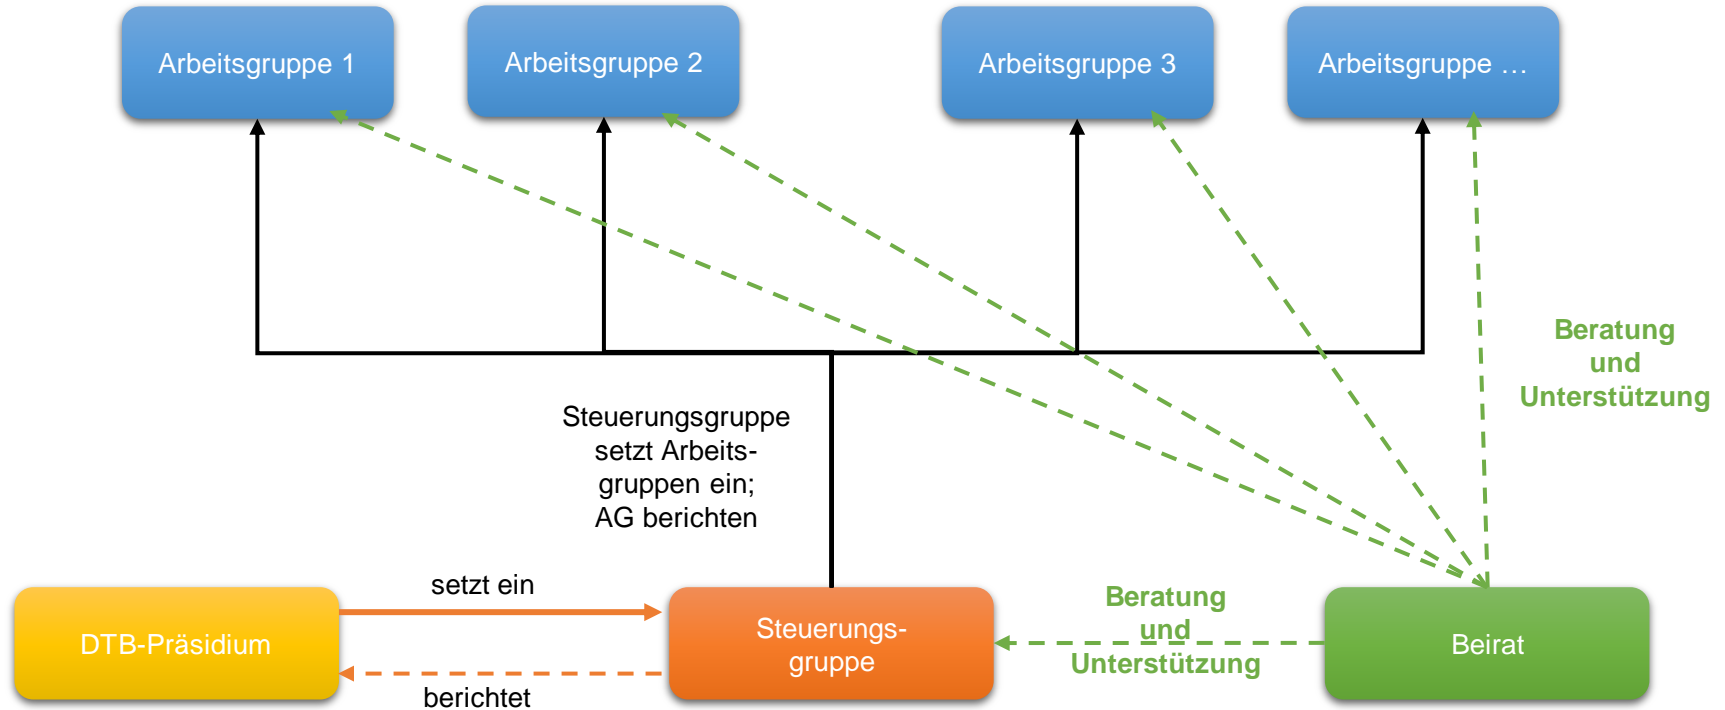 Arbeitsgruppe 1
Arbeitsgruppe 2
Arbeitsgruppe 3
Arbeitsgruppe …
Beratung
und
Unterstützung
Steuerungsgruppe
setzt Arbeits-
gruppen ein;
AG berichten
setzt ein
DTB-Präsidium
berichtet
Steuerungs-
gruppe
Beratung
und
Unterstützung
Beirat